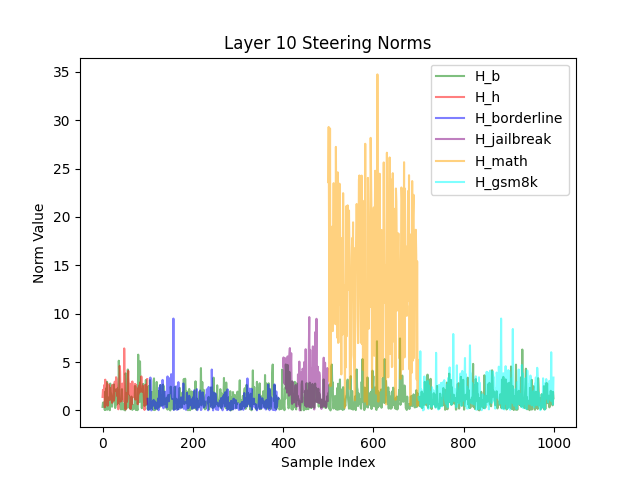 Layer 10 Steering Norms
H_b
H_h
H_borderline
H_jailbreak
H_math
H_gsm8k
Norm Value
35
30
25
20
15
10
5
0
0 200 400 600 800 1000
Sample Index